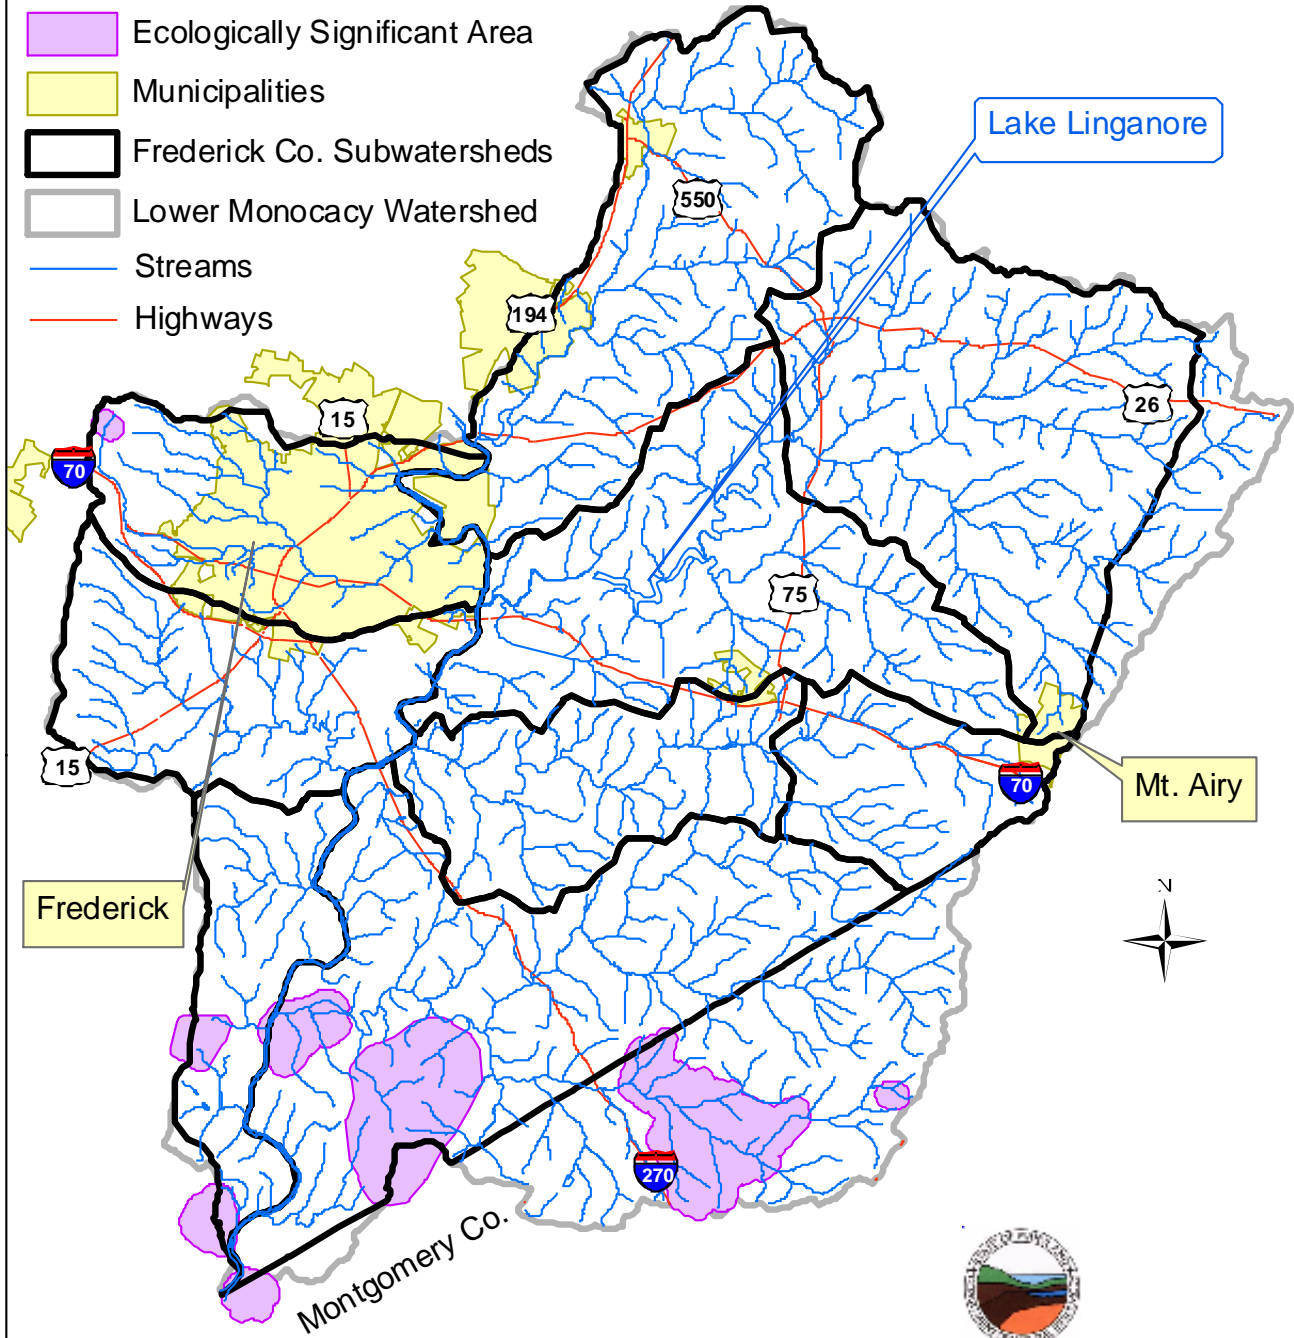 Ecologically Significant Area
Municipalities
Frederick Co. Subwatersheds
Lower Monocacy Watershed
Streams
Highways
Lake Linganore
550
194
15
26
70
75
15
70
Mt. Airy
Frederick
N
270
Montgomery Co.